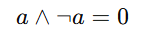 a ∧ ¬a = 0